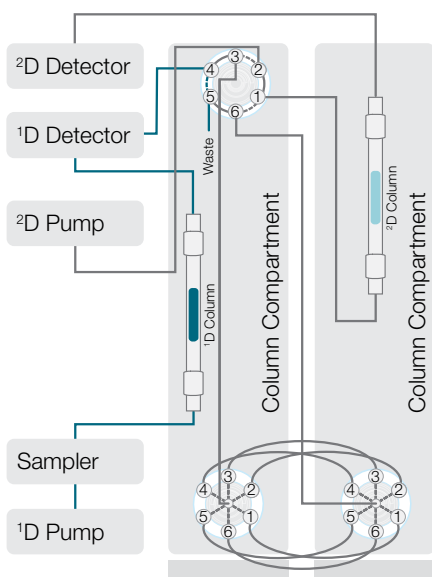 ²D Detector
¹D Detector
²D Pump
Sampler
¹D Pump
3
4
2
5
1
6
Waste
¹D Column
Column Compartment
²D Column
Column Compartment
3
4
2
5
1
6
3
4
2
5
1
6